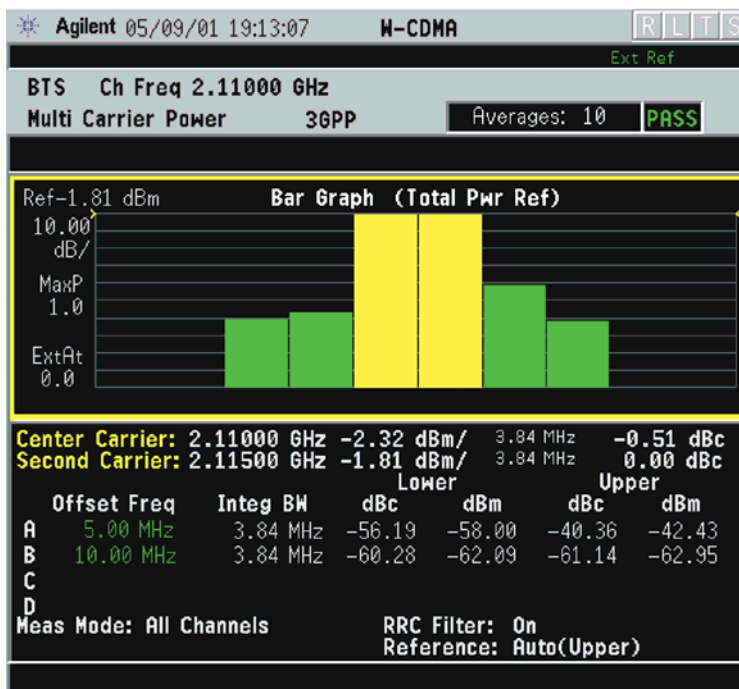 Agilent 05/09/01 19:13:07 W-CDMA R L T S
Ext Ref
BTS Ch Freq 2.11000 GHz
Multi Carrier Power 3GPP Averages: 10 PASS
Ref-1.81 dBm Bar Graph (Total Pwr Ref)
10.00
dB/
MaxP
1.0
ExtAt
0.0
Center Carrier: 2.11000 GHz -2.32 dBm/ 3.84 MHz -0.51 dBc
Second Carrier: 2.11500 GHz -1.81 dBm/ 3.84 MHz 0.00 dBc
Lower Upper
Offset Freq Integ BW dBc dBm dBc dBm
A 5.00 MHz 3.84 MHz -56.19 -58.00 -40.36 -42.43
B 10.00 MHz 3.84 MHz -60.28 -62.09 -61.14 -62.95
C
D
Meas Mode: All Channels RRC Filter: On
Reference: Auto(Upper)